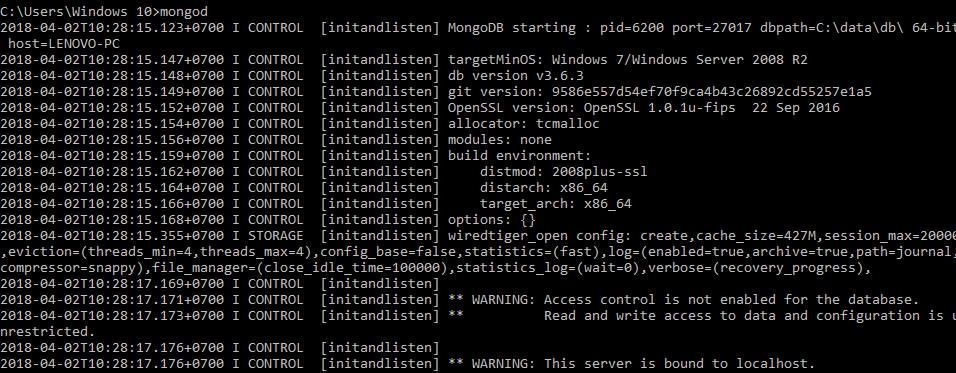 C:\Users\Windows 10>mongod
2018-04-02T10:28:15.123+0700 I CONTROL  [initandlisten] MongoDB starting : pid=6200 port=27017 dbpath=C:\data\db\ 64-bit
 host=LENOVO-PC
2018-04-02T10:28:15.147+0700 I CONTROL  [initandlisten] targetMinOS: Windows 7/Windows Server 2008 R2
2018-04-02T10:28:15.148+0700 I CONTROL  [initandlisten] db version v3.6.3
2018-04-02T10:28:15.149+0700 I CONTROL  [initandlisten] git version: 9586e557d54ef70f9ca4b43c26892cd55257e1a5
2018-04-02T10:28:15.152+0700 I CONTROL  [initandlisten] OpenSSL version: OpenSSL 1.0.1u-fips  22 Sep 2016
2018-04-02T10:28:15.154+0700 I CONTROL  [initandlisten] allocator: tcmalloc
2018-04-02T10:28:15.156+0700 I CONTROL  [initandlisten] modules: none
2018-04-02T10:28:15.159+0700 I CONTROL  [initandlisten] build environment:
2018-04-02T10:28:15.162+0700 I CONTROL  [initandlisten]     distmod: 2008plus-ssl
2018-04-02T10:28:15.164+0700 I CONTROL  [initandlisten]     distarch: x86_64
2018-04-02T10:28:15.166+0700 I CONTROL  [initandlisten]     target_arch: x86_64
2018-04-02T10:28:15.168+0700 I CONTROL  [initandlisten] options: {}
2018-04-02T10:28:15.355+0700 I STORAGE  [initandlisten] wiredtiger_open config: create,cache_size=427M,session_max=20000
,eviction=(threads_min=4,threads_max=4),config_base=false,statistics=(fast),log=(enabled=true,archive=true,path=journal,
compressor=snappy),file_manager=(close_idle_time=100000),statistics_log=(wait=0),verbose=(recovery_progress),
2018-04-02T10:28:17.169+0700 I CONTROL  [initandlisten]
2018-04-02T10:28:17.171+0700 I CONTROL  [initandlisten] ** WARNING: Access control is not enabled for the database.
2018-04-02T10:28:17.173+0700 I CONTROL  [initandlisten] **          Read and write access to data and configuration is u
nrestricted.
2018-04-02T10:28:17.176+0700 I CONTROL  [initandlisten]
2018-04-02T10:28:17.176+0700 I CONTROL  [initandlisten] ** WARNING: This server is bound to localhost.